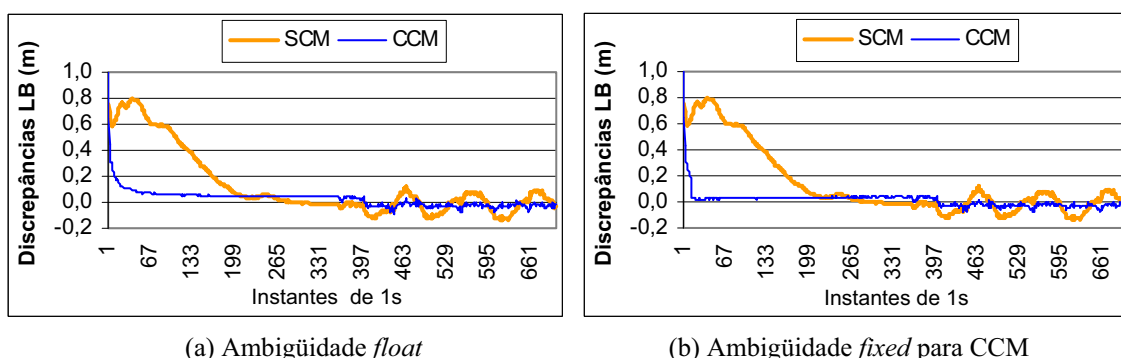 SCM CCM
Discrepâncias LB (m)
1,0
0,8
0,6
0,4
0,2
0,0
-0,2
1 67 133 199 265 331 397 463 529 595 661
Instantes de 1s
(a) Ambigüidade float
SCM CCM
Discrepâncias LB (m)
1,0
0,8
0,6
0,4
0,2
0,0
-0,2
1 67 133 199 265 331 397 463 529 595 661
Instantes de 1s
(b) Ambigüidade fixed para CCM